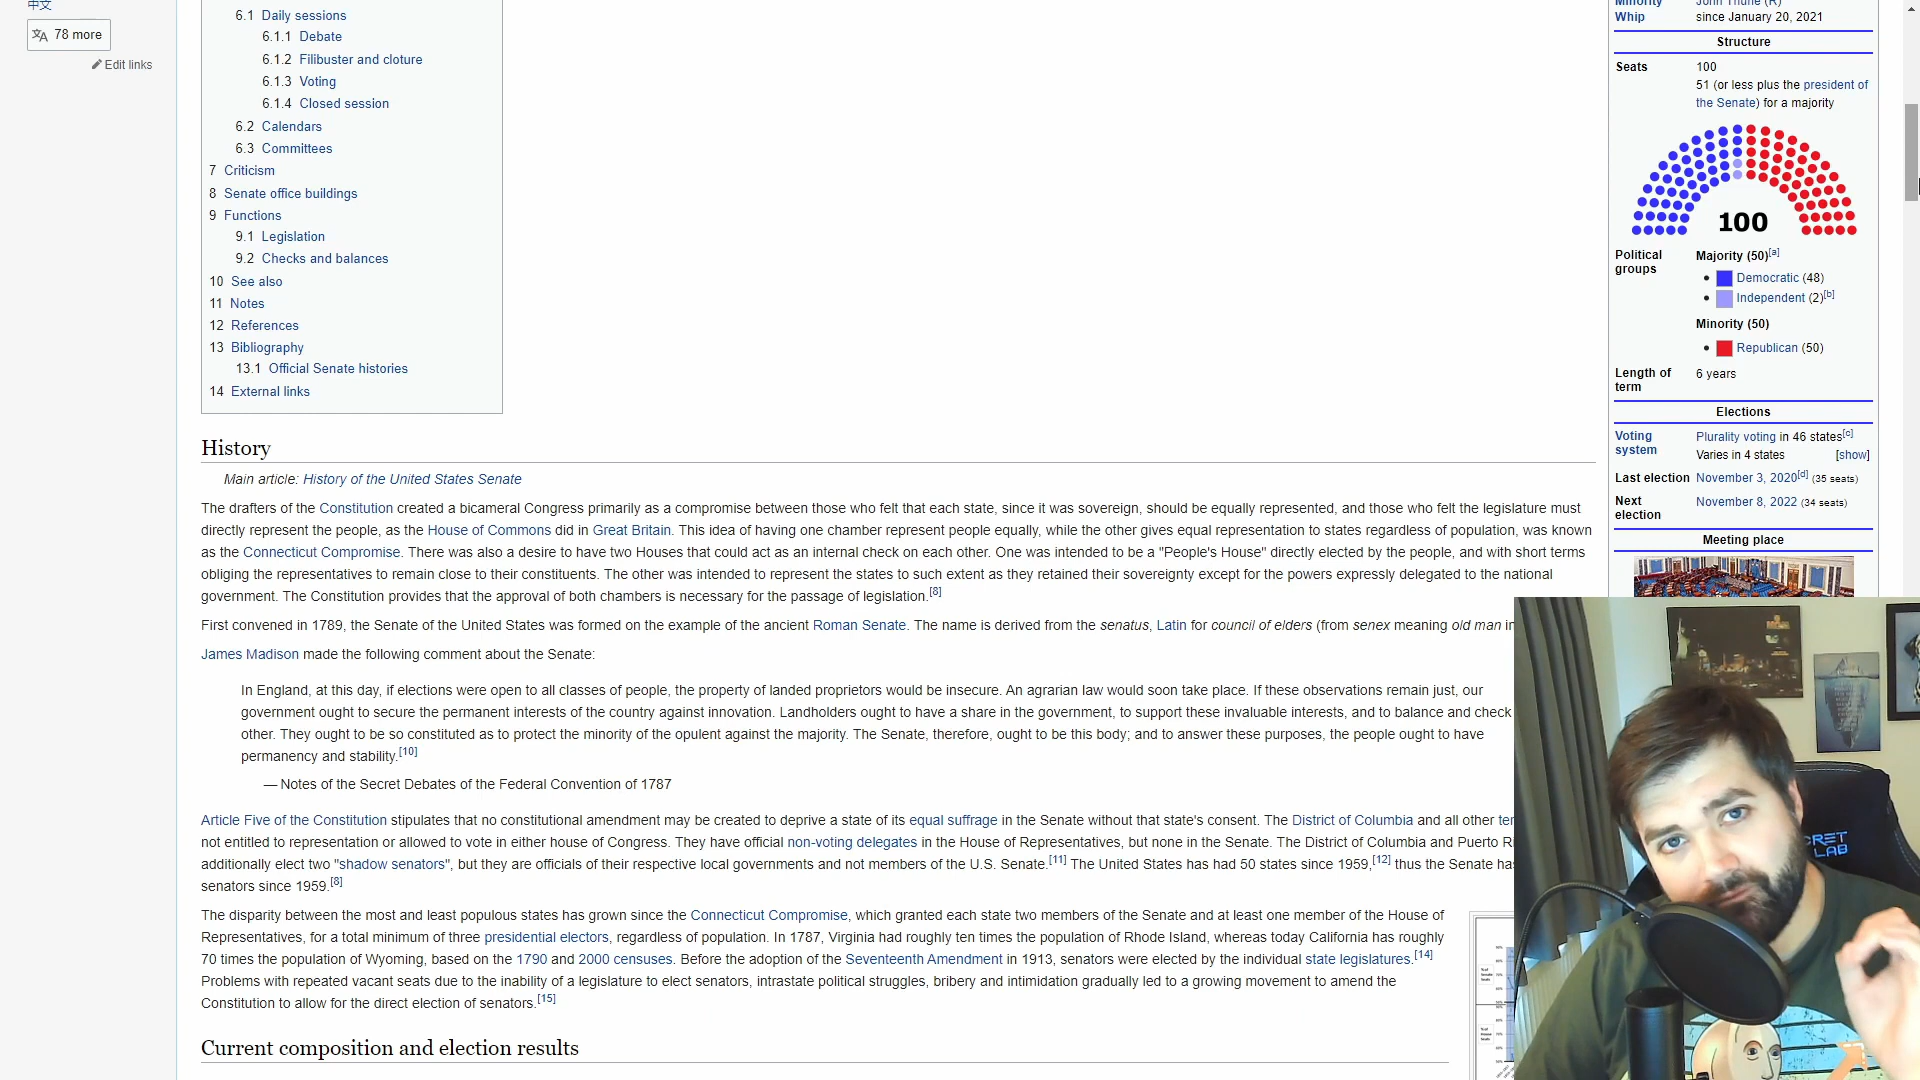 中文
78 more
Edit links
6.1 Daily sessions
6.1.1 Debate
6.1.2 Filibuster and cloture
6.1.3 Voting
6.1.4 Closed session
6.2 Calendars
6.3 Committees
7 Criticism
8 Senate office buildings
9 Functions
9.1 Legislation
9.2 Checks and balances
10 See also
11 Notes
12 References
13 Bibliography
13.1 Official Senate histories
14 External links
History
Main article: History of the United States Senate
The drafters of the Constitution created a bicameral Congress primarily as a compromise between those who felt that each state, since it was sovereign, should be equally represented, and those who felt the legislature must
directly represent the people, as the House of Commons did in Great Britain. This idea of having one chamber represent people equally, while the other gives equal representation to states regardless of population, was known
as the Connecticut Compromise. There was also a desire to have two Houses that could act as an internal check on each other. One was intended to be a "People's House" directly elected by the people, and with short terms
obliging the representatives to remain close to their constituents. The other was intended to represent the states to such extent as they retained their sovereignty except for the powers expressly delegated to the national
government. The Constitution provides that the approval of both chambers is necessary for the passage of legislation.[8]
First convened in 1789, the Senate of the United States was formed on the example of the ancient Roman Senate. The name is derived from the senatus, Latin for council of elders (from senex meaning old man in
James Madison made the following comment about the Senate:
In England, at this day, if elections were open to all classes of people, the property of landed proprietors would be insecure. An agrarian law would soon take place. If these observations remain just, our
government ought to secure the permanent interests of the country against innovation. Landholders ought to have a share in the government, to support these invaluable interests, and to balance and check
other. They ought to be so constituted as to protect the minority of the opulent against the majority. The Senate, therefore, ought to be this body; and to answer these purposes, the people ought to have
permanency and stability.[10]
— Notes of the Secret Debates of the Federal Convention of 1787
Article Five of the Constitution stipulates that no constitutional amendment may be created to deprive a state of its equal suffrage in the Senate without that state's consent. The District of Columbia and all other ter
not entitled to representation or allowed to vote in either house of Congress. They have official non-voting delegates in the House of Representatives, but none in the Senate. The District of Columbia and Puerto Ri
additionally elect two "shadow senators", but they are officials of their respective local governments and not members of the U.S. Senate.[11] The United States has had 50 states since 1959,[12] thus the Senate ha
senators since 1959.[8]
The disparity between the most and least populous states has grown since the Connecticut Compromise, which granted each state two members of the Senate and at least one member of the House of
Representatives, for a total minimum of three presidential electors, regardless of population. In 1787, Virginia had roughly ten times the population of Rhode Island, whereas today California has roughly
70 times the population of Wyoming, based on the 1790 and 2000 censuses. Before the adoption of the Seventeenth Amendment in 1913, senators were elected by the individual state legislatures.[14]
Problems with repeated vacant seats due to the inability of a legislature to elect senators, intrastate political struggles, bribery and intimidation gradually led to a growing movement to amend the
Constitution to allow for the direct election of senators.[15]
Current composition and election results
Minority John Thune (R)
Whip since January 20, 2021
Structure
Seats 100
51 (or less plus the president of
the Senate) for a majority
100
Political Majority (50)[a]
groups
Democratic (48)
Independent (2)[b]
Minority (50)
Republican (50)
Length of 6 years
term
Elections
Voting Plurality voting in 46 states[c]
system Varies in 4 states [show]
Last election November 3, 2020[d] (35 seats)
Next November 8, 2022 (34 seats)
election
Meeting place
CRET
LAB